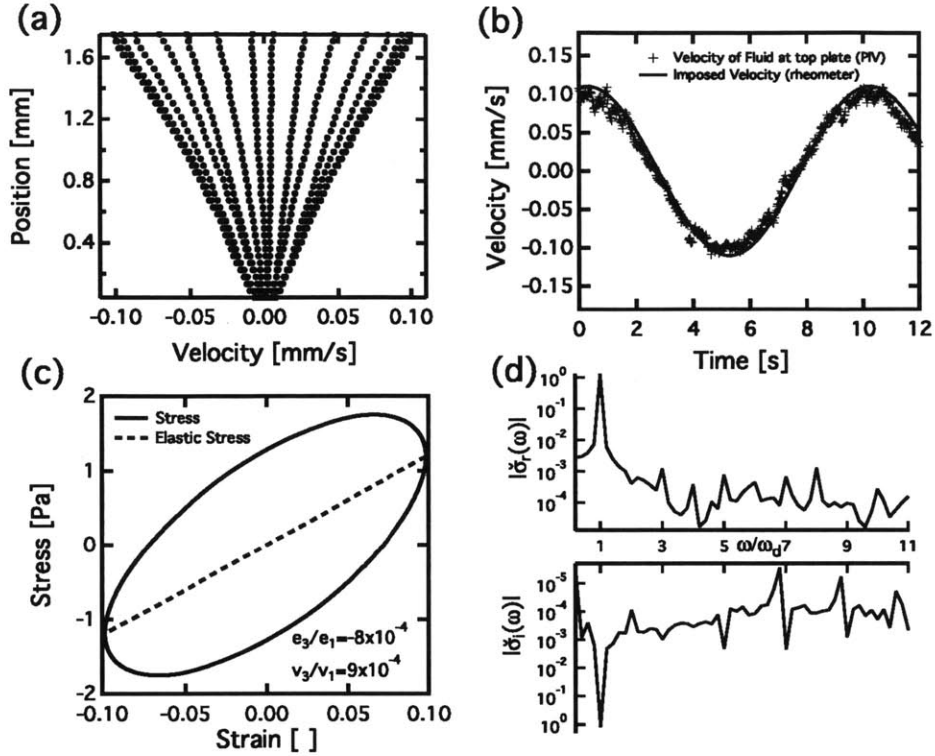 (a)
1.6
1.2
0.8
0.4
Position [mm]
-0.10
-0.05
0.00
0.05
0.10
Velocity [mm/s]
(b)
+ Velocity of Fluid at top plate (PIV)
Imposed Velocity (rheometer)
0.15
0.10
0.05
0.00
-0.05
-0.10
-0.15
Velocity [mm/s]
0
2
4
6
8
10
12
Time [s]
(c)
Stress
Elastic Stress
2
1
0
-1
-2
Stress [Pa]
e₃/e₁=-8x10⁻⁴
v₃/v₁=9x10⁻⁴
-0.10
-0.05
0.00
0.05
0.10
Strain [ ]
(d)
10⁰
10⁻¹
10⁻²
10⁻³
10⁻⁴
|σ̆ᵣ(ω)|
1
3
5
ω/ω_d
7
9
11
10⁻⁵
10⁻⁴
10⁻³
10⁻²
10⁻¹
10⁰
|σ̆ᵢ(ω)|